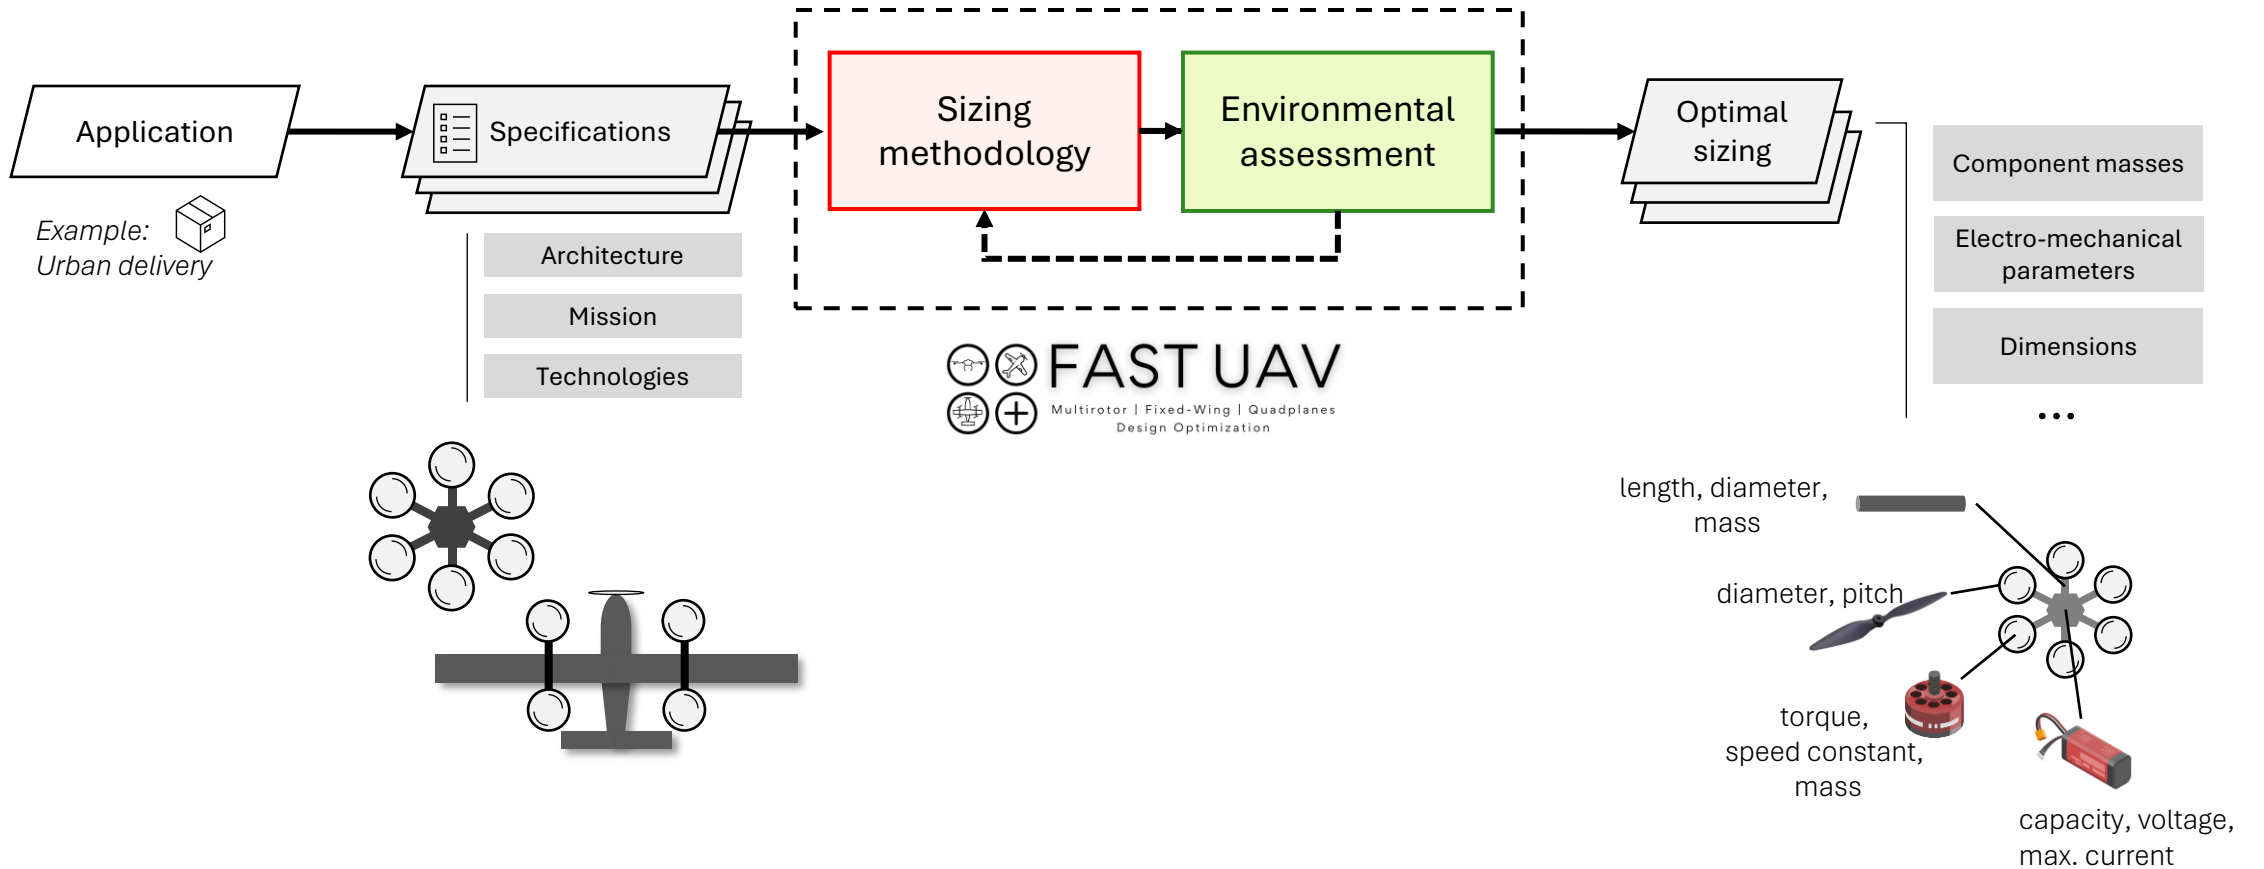 Application
Example:
Urban delivery
Specifications
Architecture
Mission
Technologies
Sizing
methodology
Environmental
assessment
FAST UAV
Multirotor | Fixed-Wing | Quadplanes
Design Optimization
Optimal
sizing
Component masses
Electro-mechanical
parameters
Dimensions
...
length, diameter,
mass
diameter, pitch
torque,
speed constant,
mass
capacity, voltage,
max. current